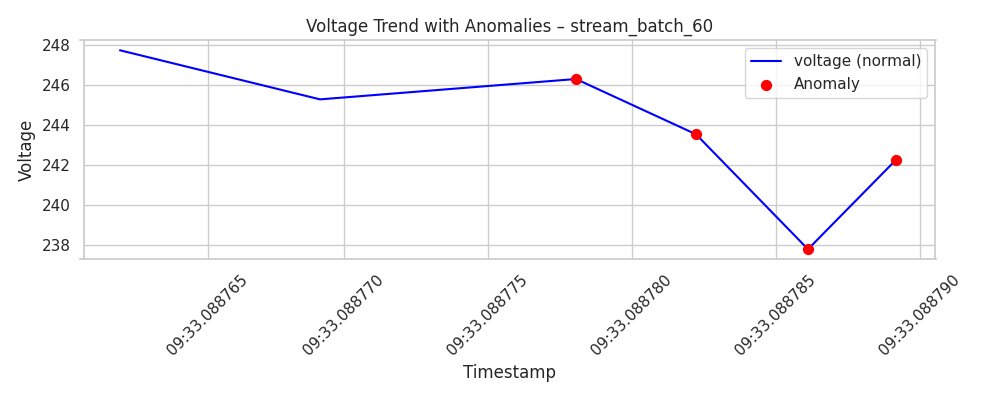 Voltage Trend with Anomalies – stream_batch_60
voltage (normal)
Anomaly
Voltage
248
246
244
242
240
238
09:33.088765
09:33.088770
09:33.088775
09:33.088780
09:33.088785
09:33.088790
Timestamp